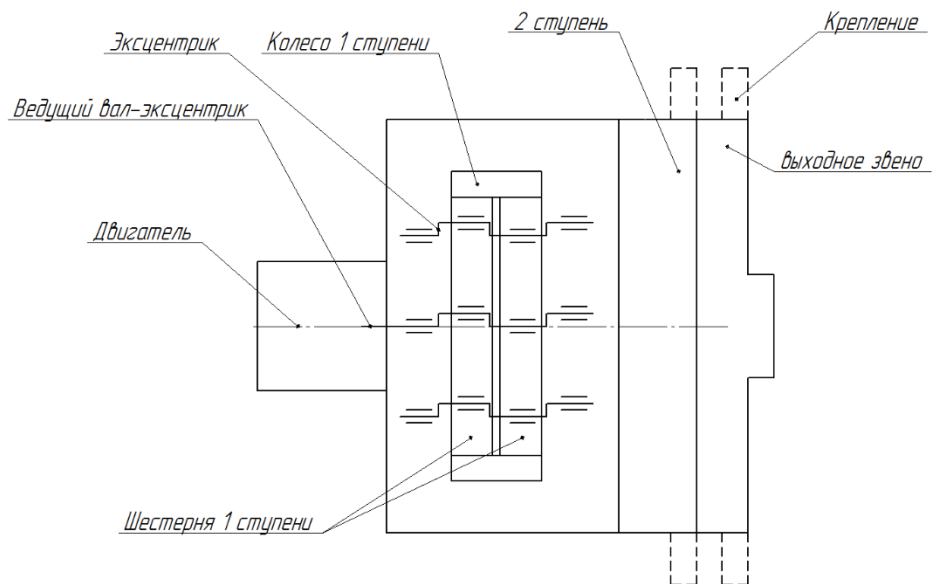 Эксцентрик
Колесо 1 ступени
2 ступень
Крепление
Ведущий вал-эксцентрик
выходное звено
Двигатель
Шестерня 1 ступени